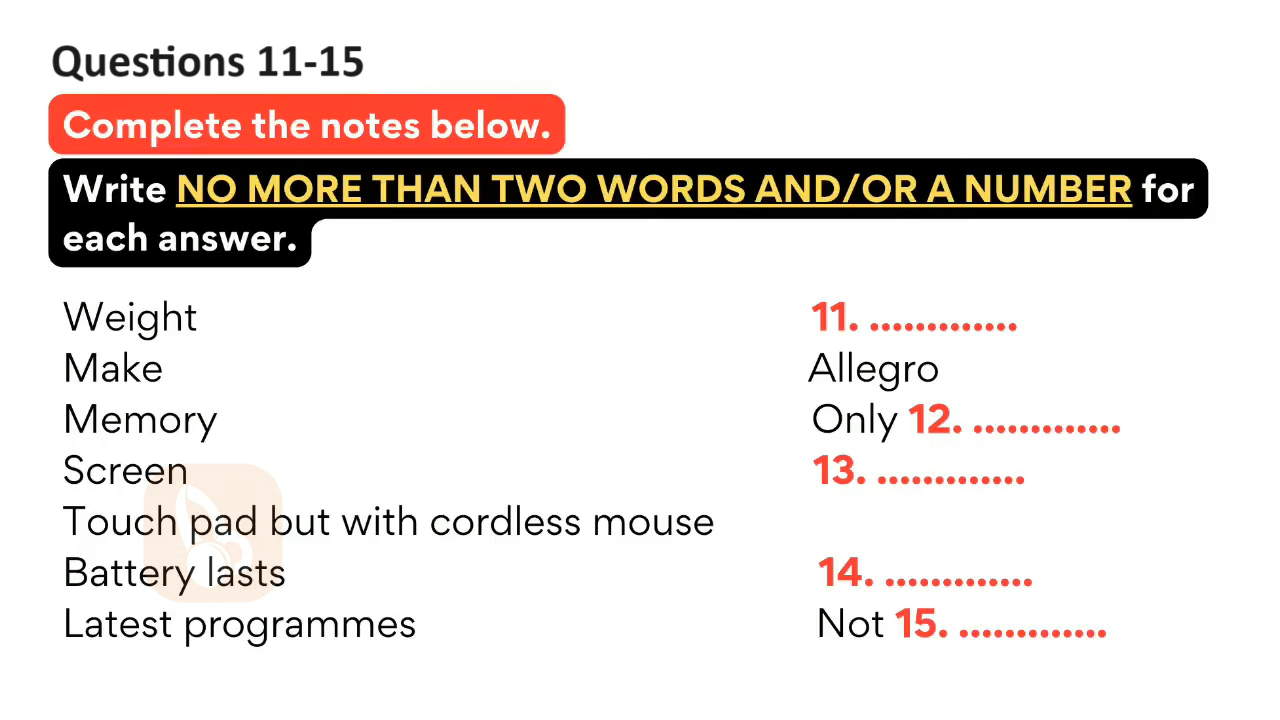 Questions 11-15
Complete the notes below.
Write NO MORE THAN TWO WORDS AND/OR A NUMBER for
each answer.
Weight 11. .............
Make Allegro
Memory Only 12. .............
Screen 13. .............
Touch pad but with cordless mouse
Battery lasts 14. .............
Latest programmes Not 15. .............